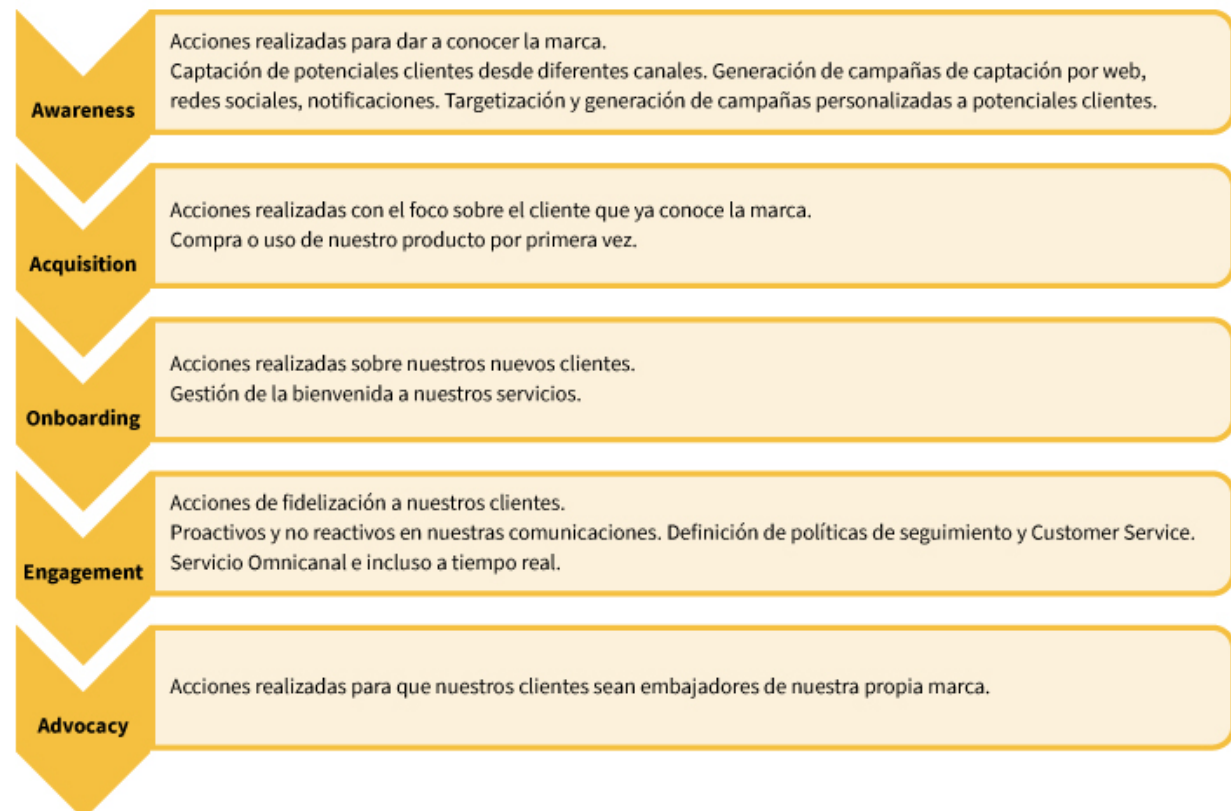 Awareness
Acciones realizadas para dar a conocer la marca.
Captación de potenciales clientes desde diferentes canales. Generación de campañas de captación por web,
redes sociales, notificaciones. Targetización y generación de campañas personalizadas a potenciales clientes.
Acquisition
Acciones realizadas con el foco sobre el cliente que ya conoce la marca.
Compra o uso de nuestro producto por primera vez.
Onboarding
Acciones realizadas sobre nuestros nuevos clientes.
Gestión de la bienvenida a nuestros servicios.
Engagement
Acciones de fidelización a nuestros clientes.
Proactivos y no reactivos en nuestras comunicaciones. Definición de políticas de seguimiento y Customer Service.
Servicio Omnicanal e incluso a tiempo real.
Advocacy
Acciones realizadas para que nuestros clientes sean embajadores de nuestra propia marca.